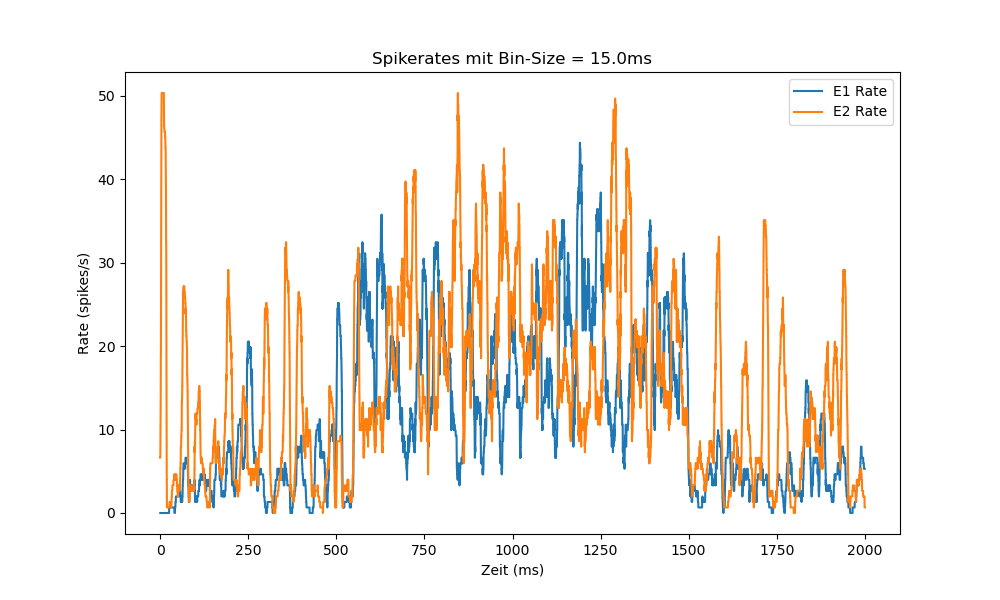 Spikerates mit Bin-Size = 15.0ms
E1 Rate
E2 Rate
50
40
30
20
10
0
Rate (spikes/s)
0 250 500 750 1000 1250 1500 1750 2000
Zeit (ms)